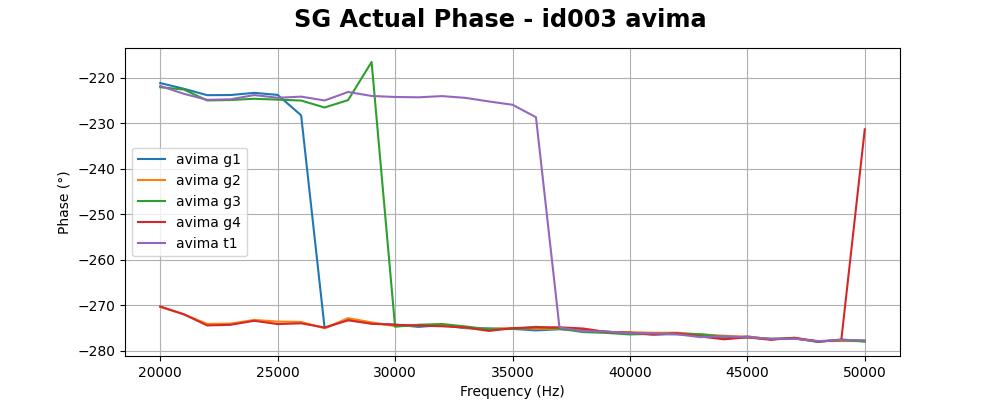 SG Actual Phase - id003 avima
−220
−230
−240
−250
−260
−270
−280
Phase (°)
avima g1
avima g2
avima g3
avima g4
avima t1
20000 25000 30000 35000 40000 45000 50000
Frequency (Hz)